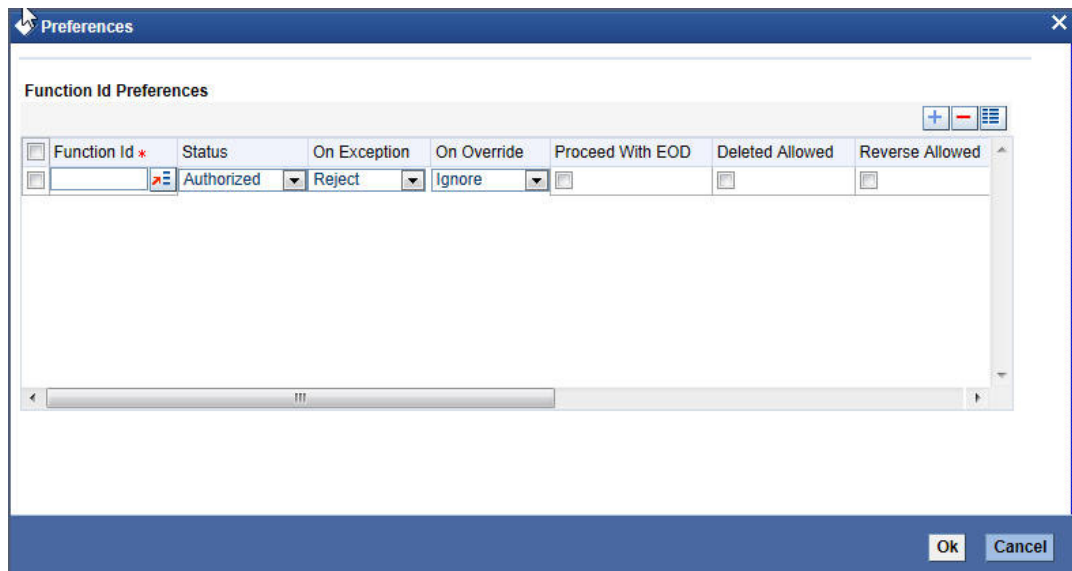 Preferences
Function Id Preferences
Function Id * Status On Exception On Override Proceed With EOD Deleted Allowed Reverse Allowed
Authorized Reject Ignore
Ok Cancel